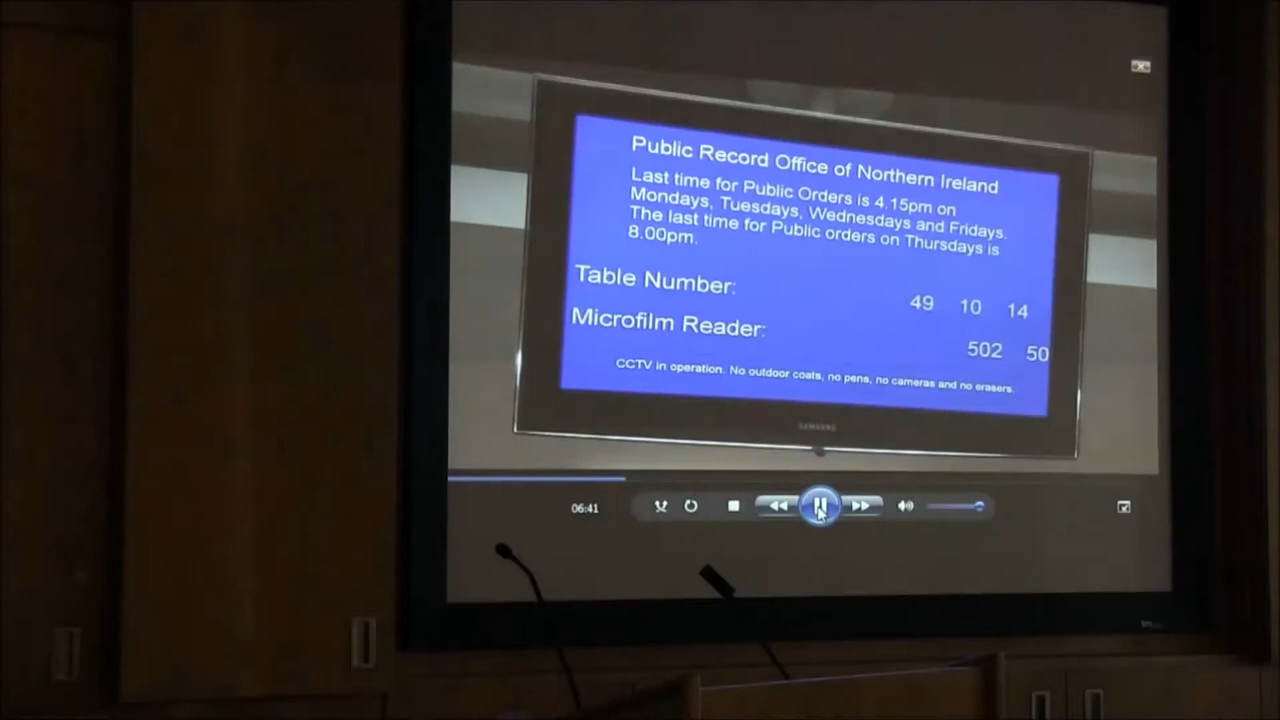 Public Record Office of Northern Ireland
Last time for Public Orders is 4.15pm on
Mondays, Tuesdays, Wednesdays and Fridays.
The last time for Public orders on Thursdays is
8.00pm.
Table Number:
49 10 14
Microfilm Reader:
502 50
CCTV in operation. No outdoor coats, no pens, no cameras and no erasers.
SAMSUNG
06:41